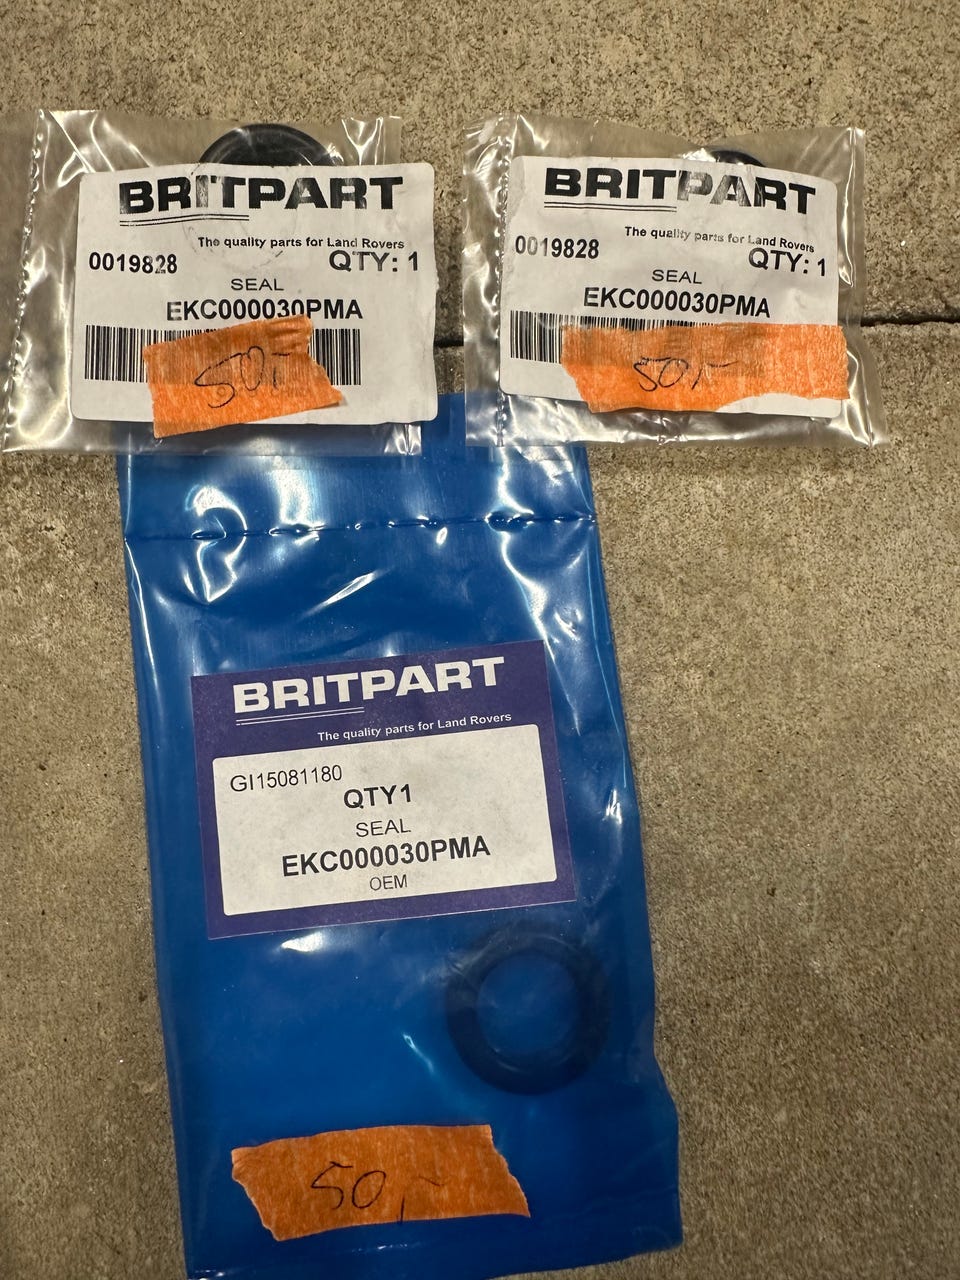 BRITPART
The quality parts for Land Rovers
0019828
QTY: 1
SEAL
EKC000030PMA
50,-
BRITPART
The quality parts for Land Rovers
0019828
QTY: 1
SEAL
EKC000030PMA
50,-
BRITPART
The quality parts for Land Rovers
GI15081180
QTY1
SEAL
EKC000030PMA
OEM
50,-